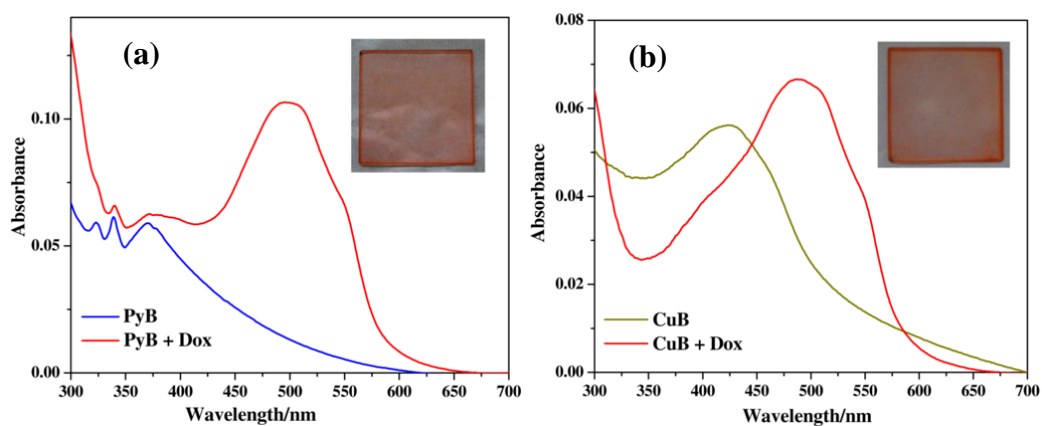 (a)
Absorbance
0.10
0.05
0.00
PyB
PyB + Dox
300 350 400 450 500 550 600 650 700
Wavelength/nm
(b)
Absorbance
0.08
0.06
0.04
0.02
0.00
CuB
CuB + Dox
300 350 400 450 500 550 600 650 700
Wavelength/nm